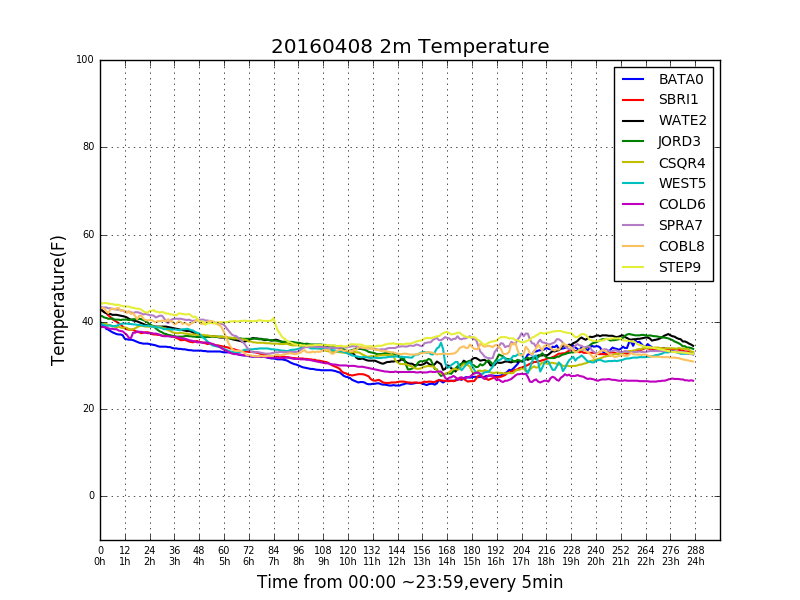 20160408 2m Temperature
100
80
60
40
20
0
Temperature(F)
BATA0
SBRI1
WATE2
JORD3
CSQR4
WEST5
COLD6
SPRA7
COBL8
STEP9
0 12 24 36 48 60 72 84 96 108 120 132 144 156 168 180 192 204 216 228 240 252 264 276 288
0h 1h 2h 3h 4h 5h 6h 7h 8h 9h 10h 11h 12h 13h 14h 15h 16h 17h 18h 19h 20h 21h 22h 23h 24h
Time from 00:00 ~23:59,every 5min